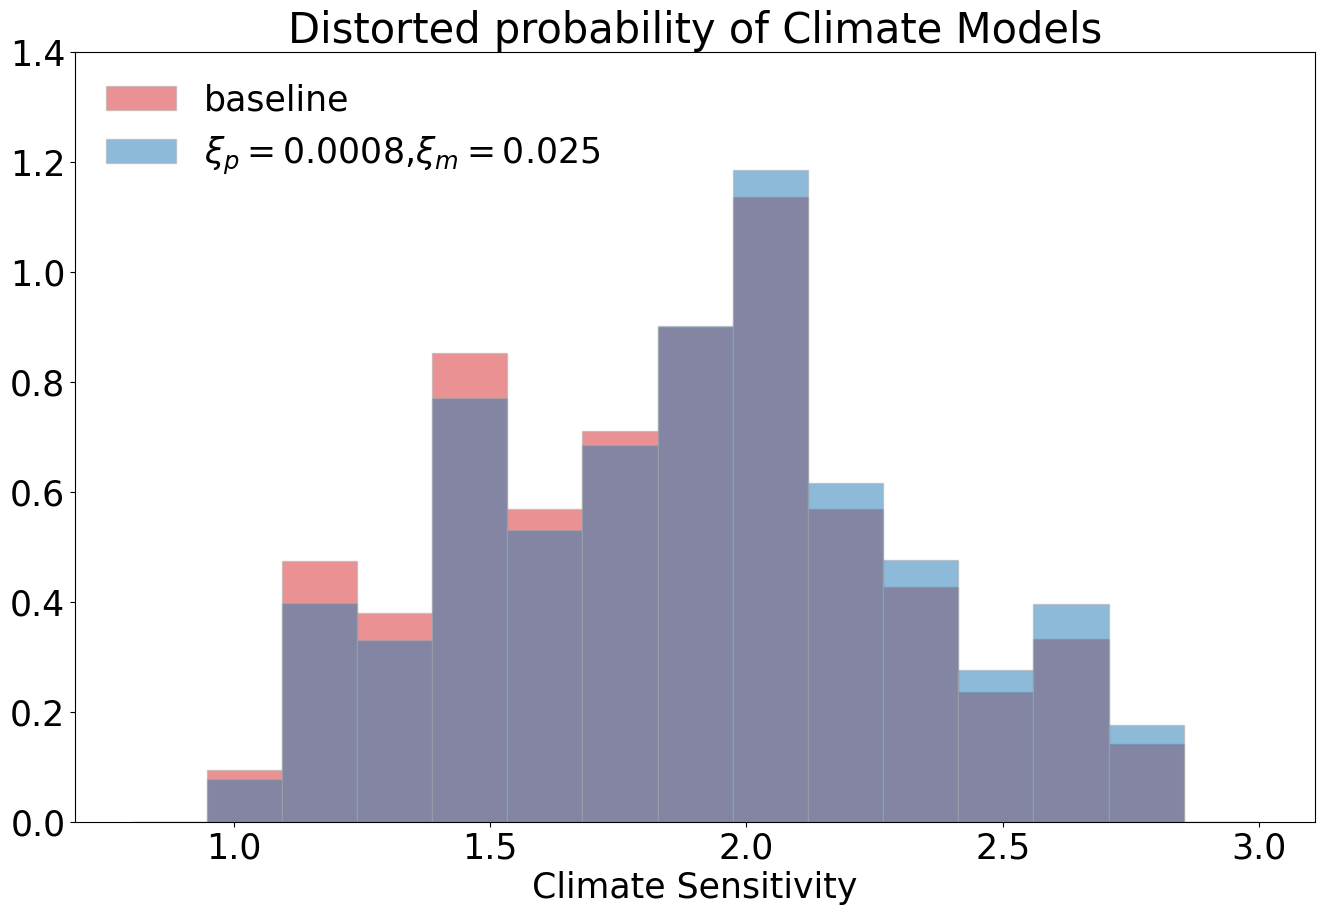 Distorted probability of Climate Models
1.4
1.2
1.0
0.8
0.6
0.4
0.2
0.0
baseline
ξₚ = 0.0008,ξₘ = 0.025
1.0 1.5 2.0 2.5 3.0
Climate Sensitivity